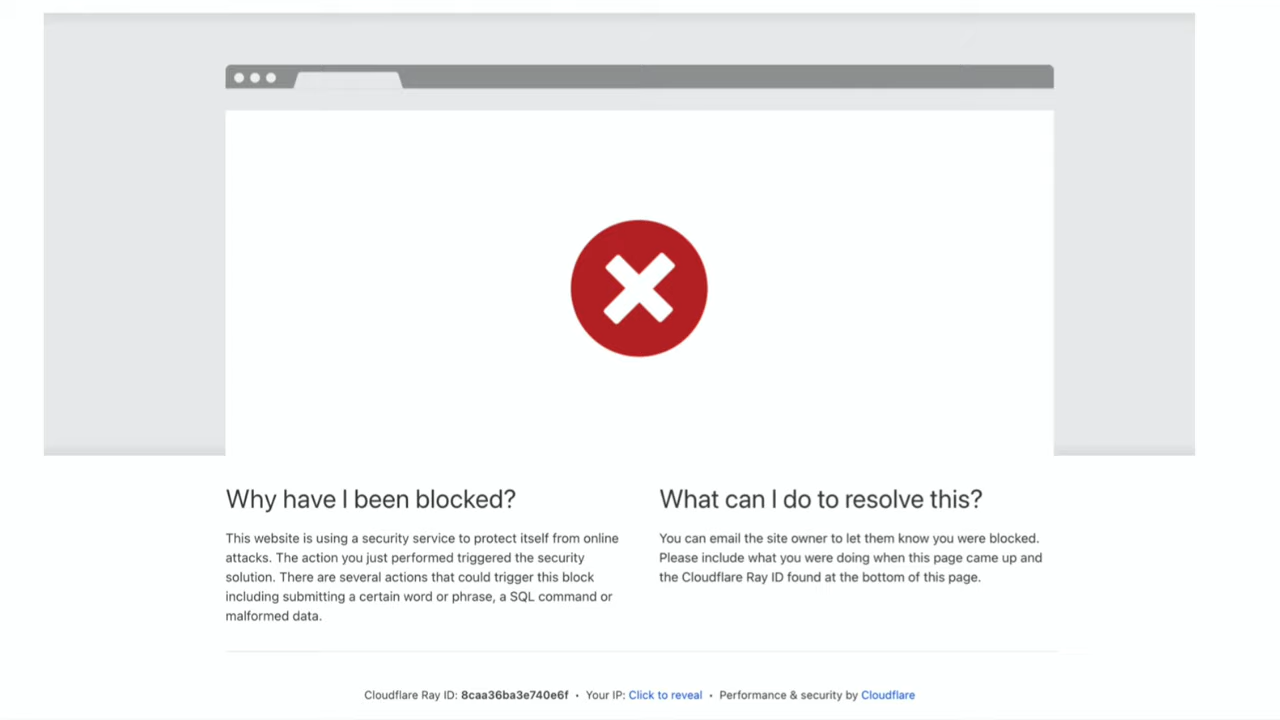 Why have I been blocked?
This website is using a security service to protect itself from online
attacks. The action you just performed triggered the security
solution. There are several actions that could trigger this block
including submitting a certain word or phrase, a SQL command or
malformed data.
What can I do to resolve this?
You can email the site owner to let them know you were blocked.
Please include what you were doing when this page came up and
the Cloudflare Ray ID found at the bottom of this page.
Cloudflare Ray ID: 8caa36ba3e740e6f • Your IP: Click to reveal • Performance & security by Cloudflare